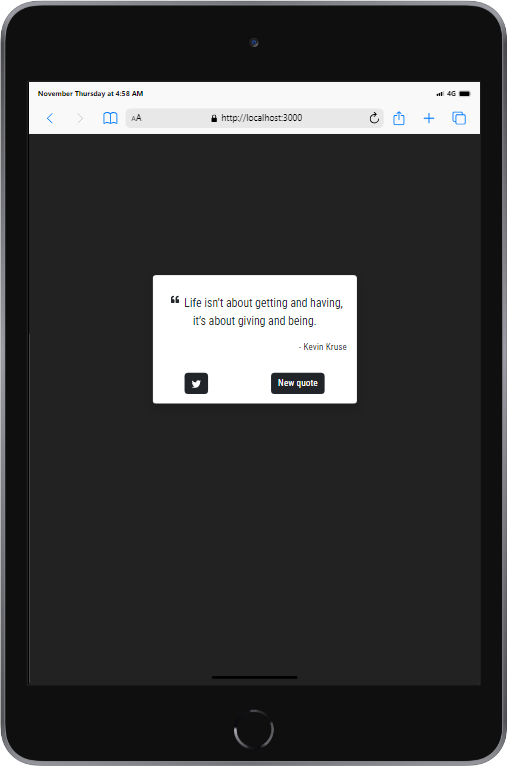 November Thursday at 4:58 AM
4G
AA
http://localhost:3000
“ Life isn't about getting and having,
it's about giving and being.
- Kevin Kruse
New quote